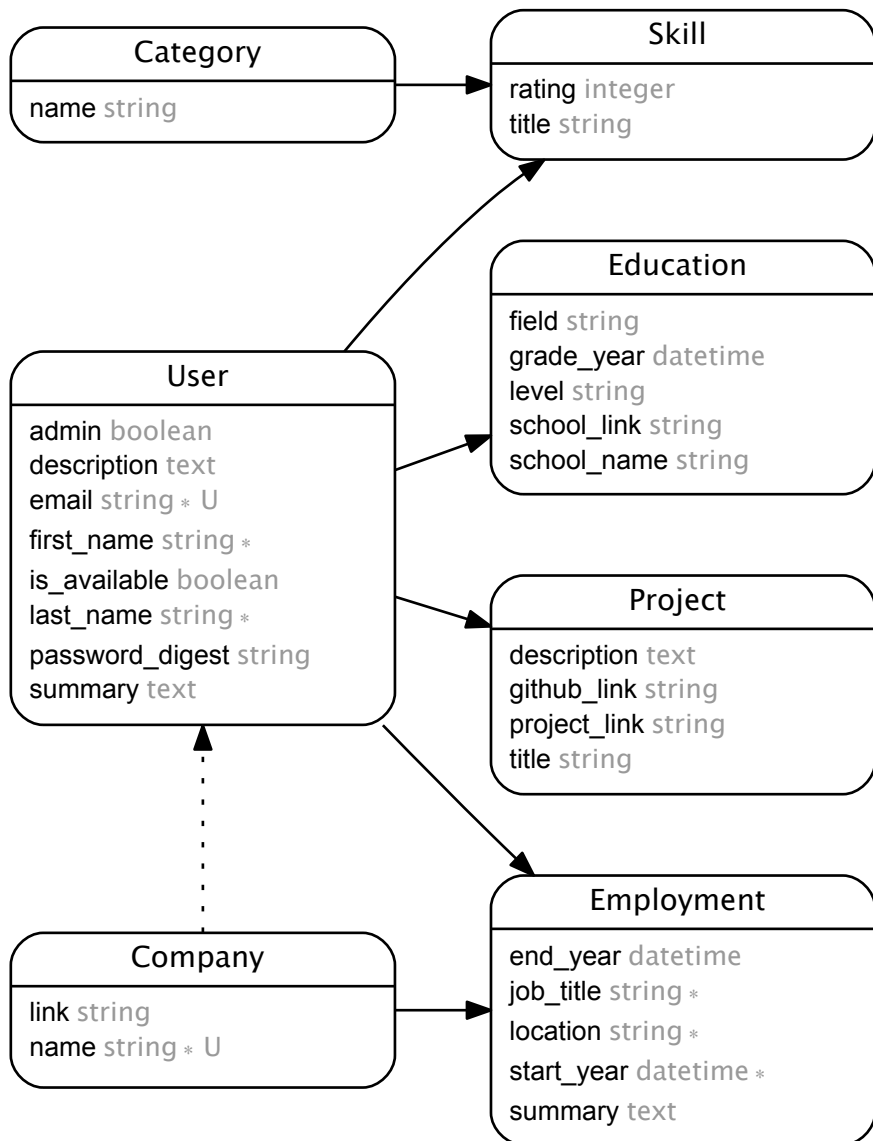 Category
name string
Skill
rating integer
title string
Education
field string
grade_year datetime
level string
school_link string
school_name string
User
admin boolean
description text
email string * U
first_name string *
is_available boolean
last_name string *
password_digest string
summary text
Project
description text
github_link string
project_link string
title string
Company
link string
name string * U
Employment
end_year datetime
job_title string *
location string *
start_year datetime *
summary text